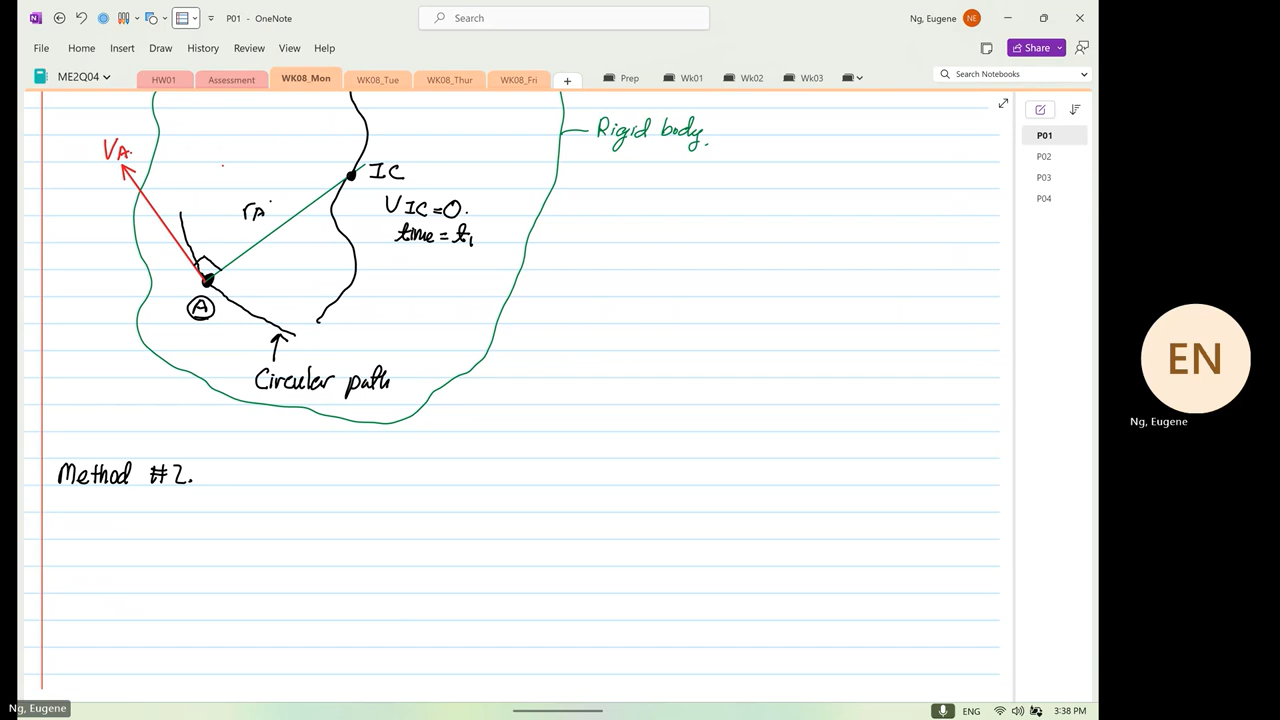 P01 - OneNote
Search
Ng, Eugene
NE
File
Home
Insert
Draw
History
Review
View
Help
Share
ME2Q04
HW01
Assessment
WK08_Mon
WK08_Tue
WK08_Thur
WK08_Fri
+
Prep
Wk01
Wk02
Wk03
Search Notebooks
P01
P02
P03
P04
Rigid body.
VA.
IC
rA
VIC=0.
time = t1
A
Circular path
Method #2.
EN
Ng, Eugene
Ng, Eugene
ENG
3:38 PM